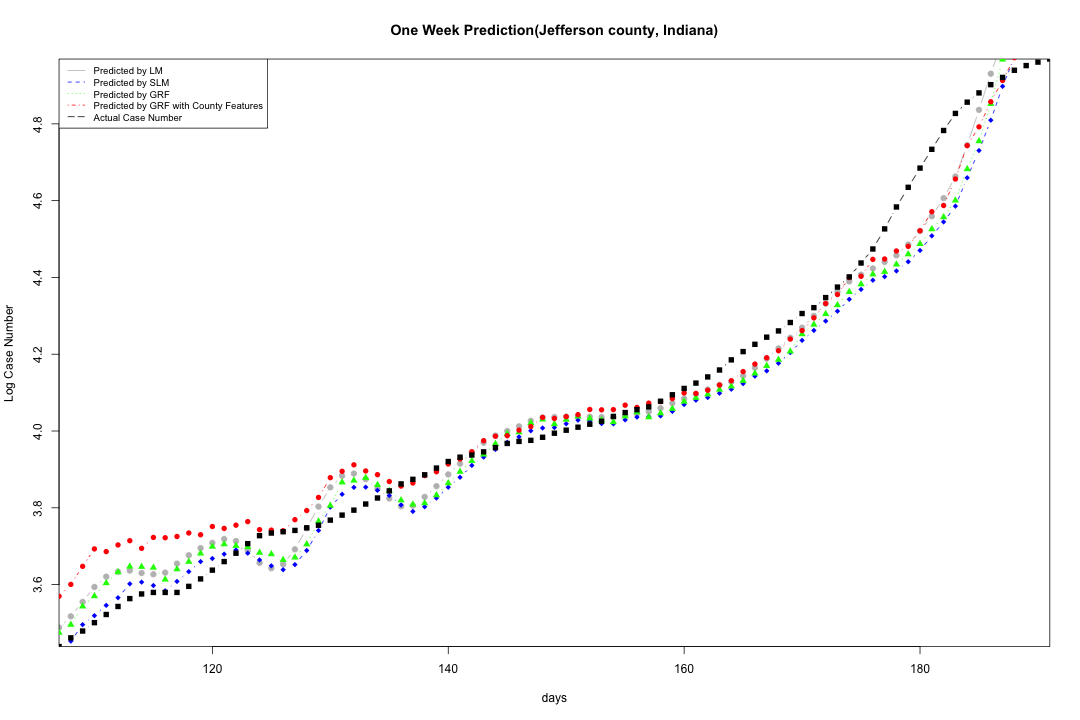 One Week Prediction(Jefferson county, Indiana)
Predicted by LM
Predicted by SLM
Predicted by GRF
Predicted by GRF with County Features
Actual Case Number
Log Case Number
4.8
4.6
4.4
4.2
4.0
3.8
3.6
120 140 160 180
days